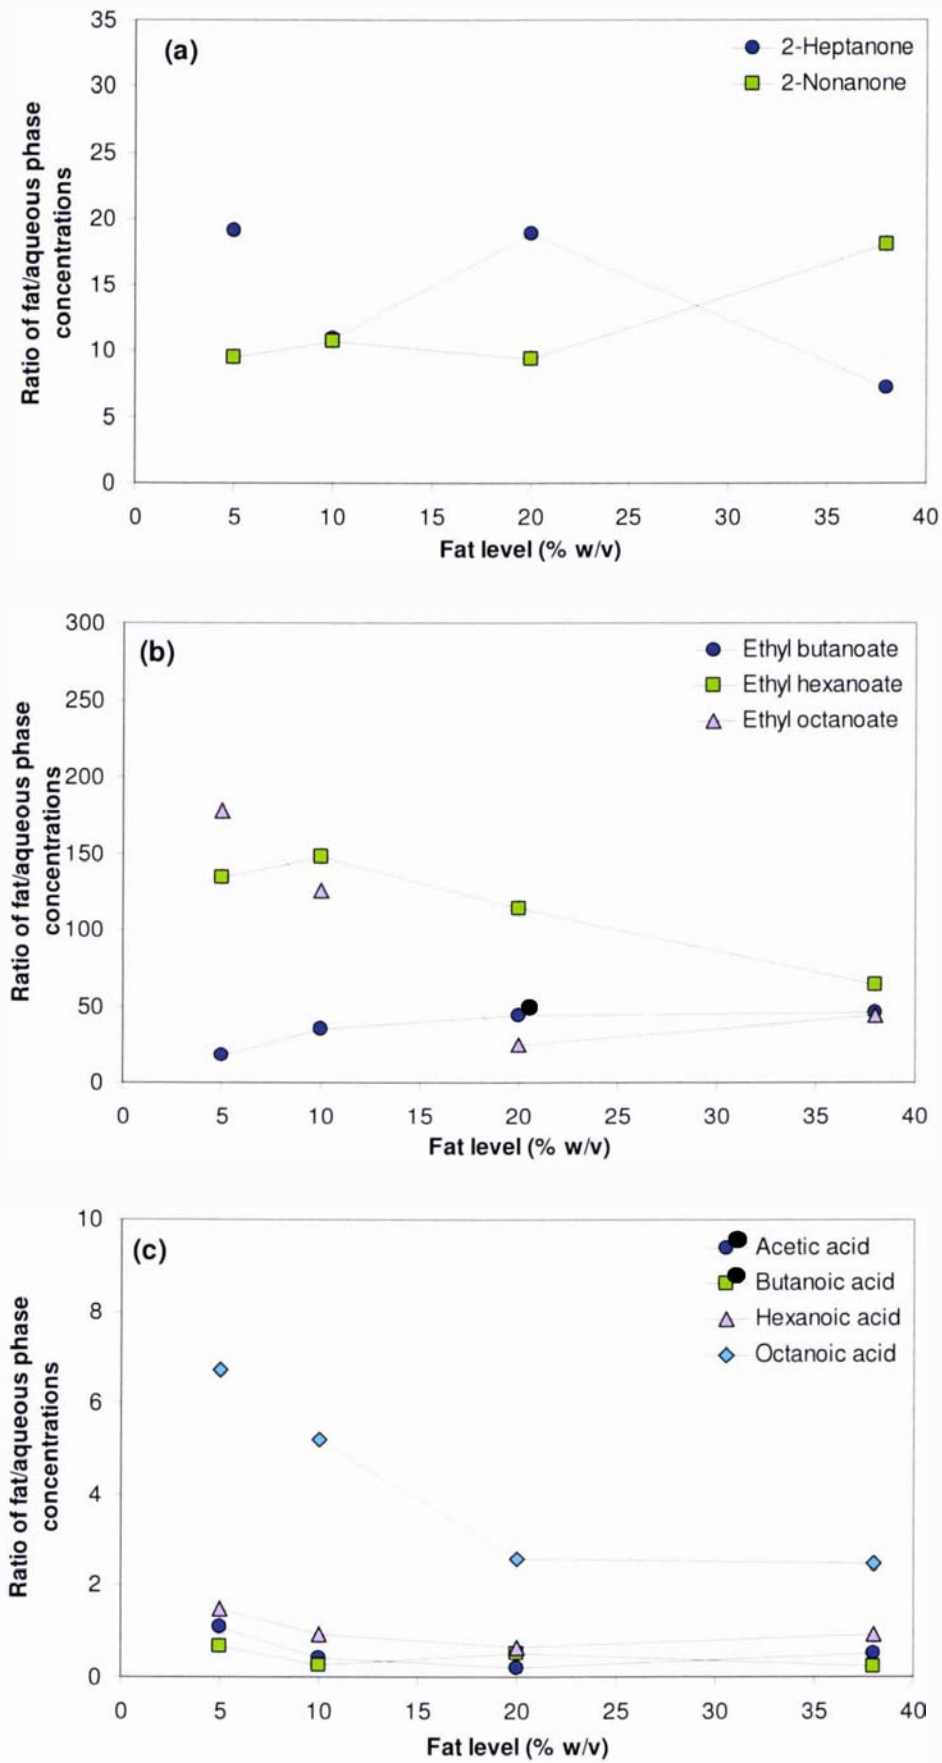 (a)
2-Heptanone
2-Nonanone
Ratio of fat/aqueous phase
concentrations
35
30
25
20
15
10
5
0
0 5 10 15 20 25 30 35 40
Fat level (% w/v)
(b)
Ethyl butanoate
Ethyl hexanoate
Ethyl octanoate
Ratio of fat/aqueous phase
concentrations
300
250
200
150
100
50
0
0 5 10 15 20 25 30 35 40
Fat level (% w/v)
(c)
Acetic acid
Butanoic acid
Hexanoic acid
Octanoic acid
Ratio of fat/aqueous phase
concentrations
10
8
6
4
2
0
0 5 10 15 20 25 30 35 40
Fat level (% w/v)